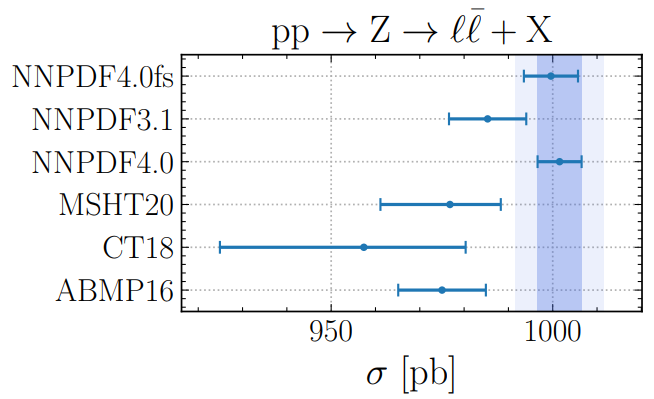 pp → Z → ℓℓ̄ + X
NNPDF4.0fs
NNPDF3.1
NNPDF4.0
MSHT20
CT18
ABMP16
950 1000
σ [pb]